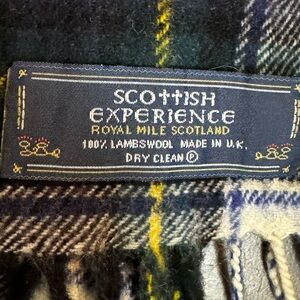 SCOTTISH
EXPERIENCE
ROYAL MILE SCOTLAND
100% LAMBSWOOL MADE IN U.K.
DRY CLEAN Ⓟ